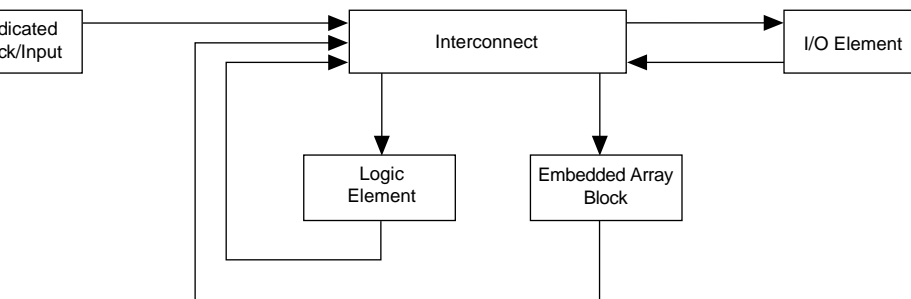 dicated
ck/Input
Interconnect
I/O Element
Logic
Element
Embedded Array
Block